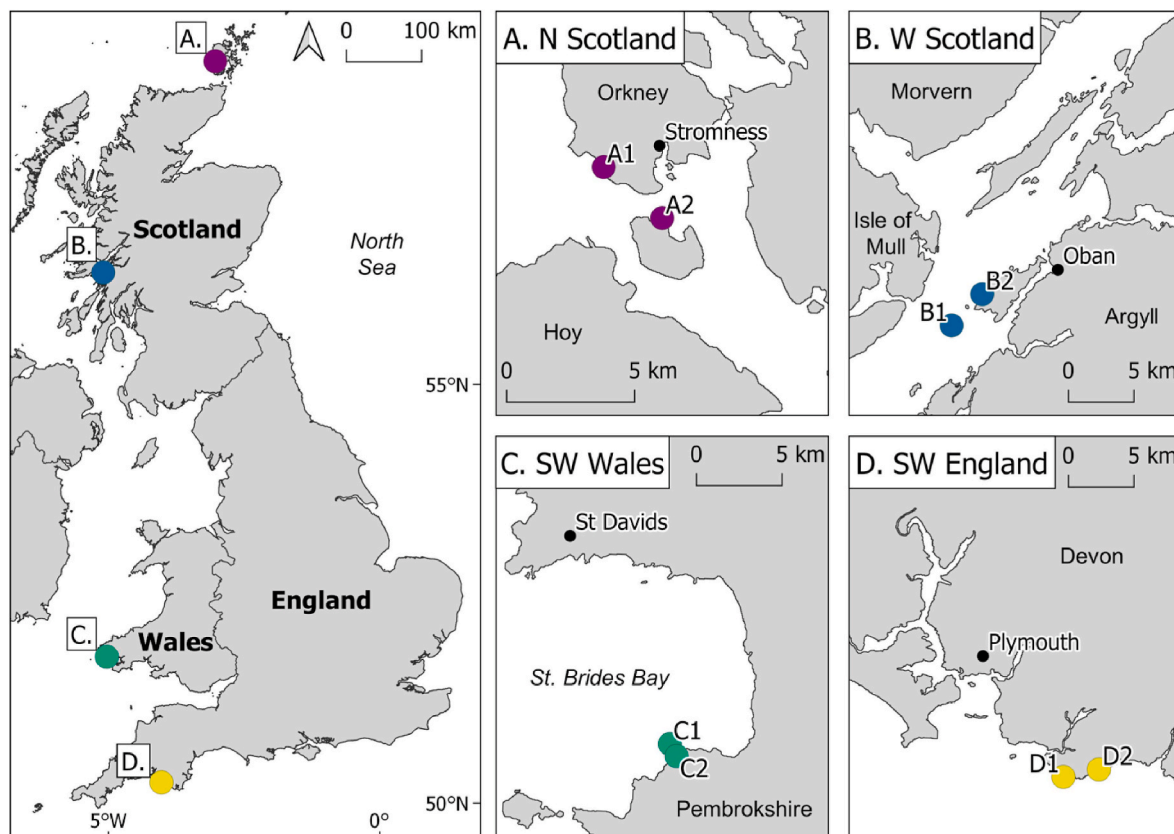 A.
0 100 km
B.
Scotland
North
Sea
55°N
C.
Wales
England
D.
50°N
5°W
0°
A. N Scotland
Orkney
Stromness
A1
A2
Hoy
0 5 km
B. W Scotland
Morvern
Isle of
Mull
Oban
B2
B1
Argyll
0 5 km
C. SW Wales
0 5 km
St Davids
St. Brides Bay
C1
C2
Pembrokshire
D. SW England
0 5 km
Devon
Plymouth
D1
D2